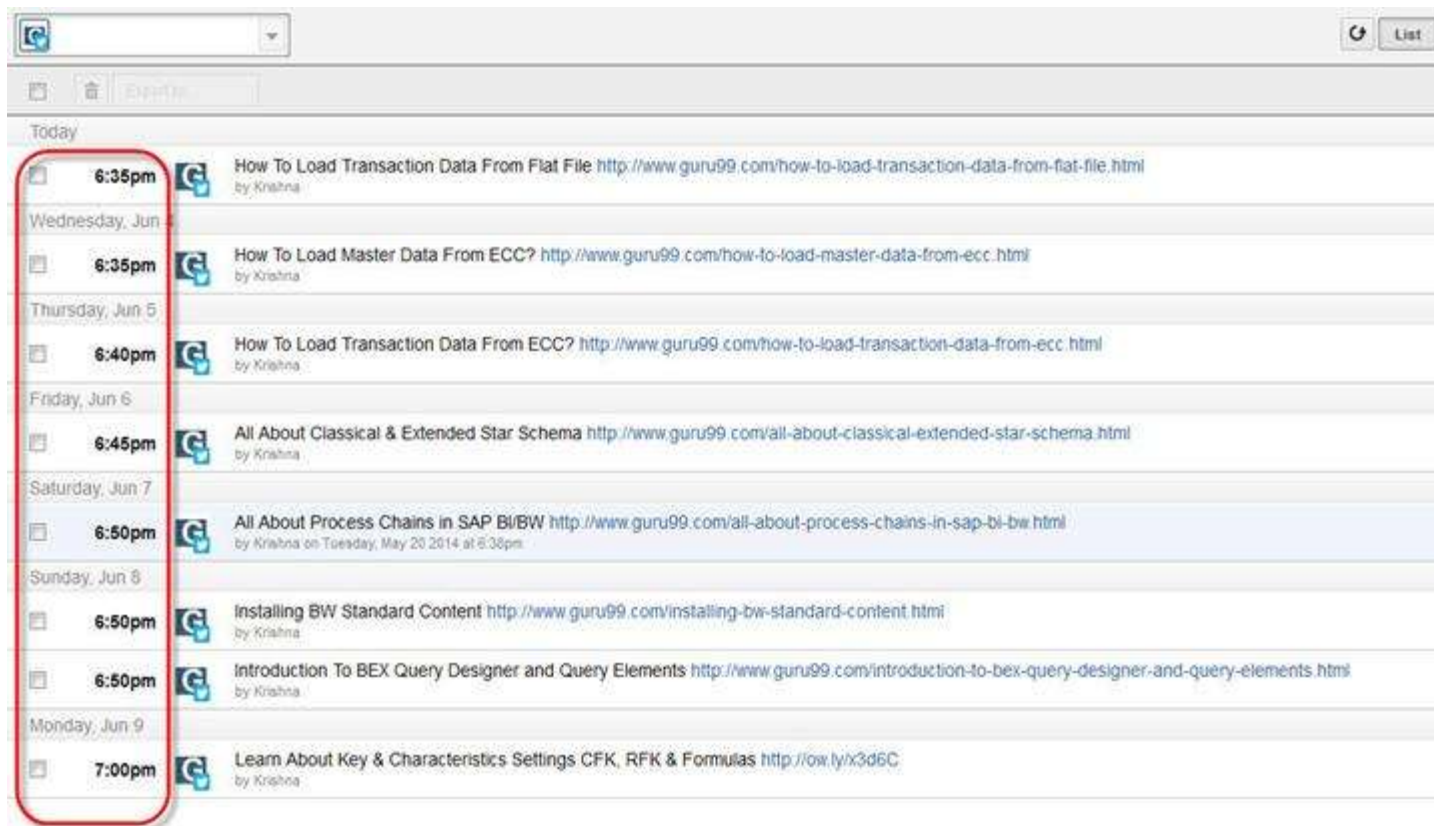 List
Today
6:35pm How To Load Transaction Data From Flat File http://www.guru99.com/how-to-load-transaction-data-from-flat-file.html
by Krishna
Wednesday, Jun 4
6:35pm How To Load Master Data From ECC? http://www.guru99.com/how-to-load-master-data-from-ecc.html
by Krishna
Thursday, Jun 5
6:40pm How To Load Transaction Data From ECC? http://www.guru99.com/how-to-load-transaction-data-from-ecc.html
by Krishna
Friday, Jun 6
6:45pm All About Classical & Extended Star Schema http://www.guru99.com/all-about-classical-extended-star-schema.html
by Krishna
Saturday, Jun 7
6:50pm All About Process Chains in SAP BI/BW http://www.guru99.com/all-about-process-chains-in-sap-bi-bw.html
by Krishna on Tuesday, May 20 2014 at 6:38pm
Sunday, Jun 8
6:50pm Installing BW Standard Content http://www.guru99.com/installing-bw-standard-content.html
by Krishna
6:50pm Introduction To BEX Query Designer and Query Elements http://www.guru99.com/introduction-to-bex-query-designer-and-query-elements.html
by Krishna
Monday, Jun 9
7:00pm Learn About Key & Characteristics Settings CFK, RFK & Formulas http://ow.ly/x3d6C
by Krishna